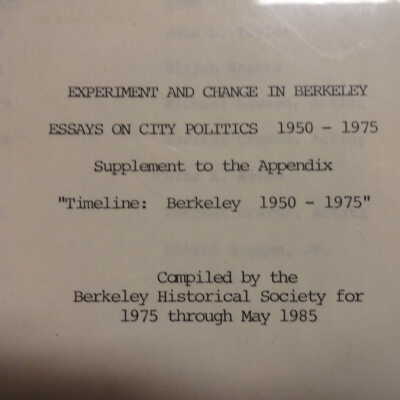 EXPERIMENT AND CHANGE IN BERKELEY
ESSAYS ON CITY POLITICS 1950 - 1975
Supplement to the Appendix
"Timeline: Berkeley 1950 - 1975"
Compiled by the
Berkeley Historical Society for
1975 through May 1985